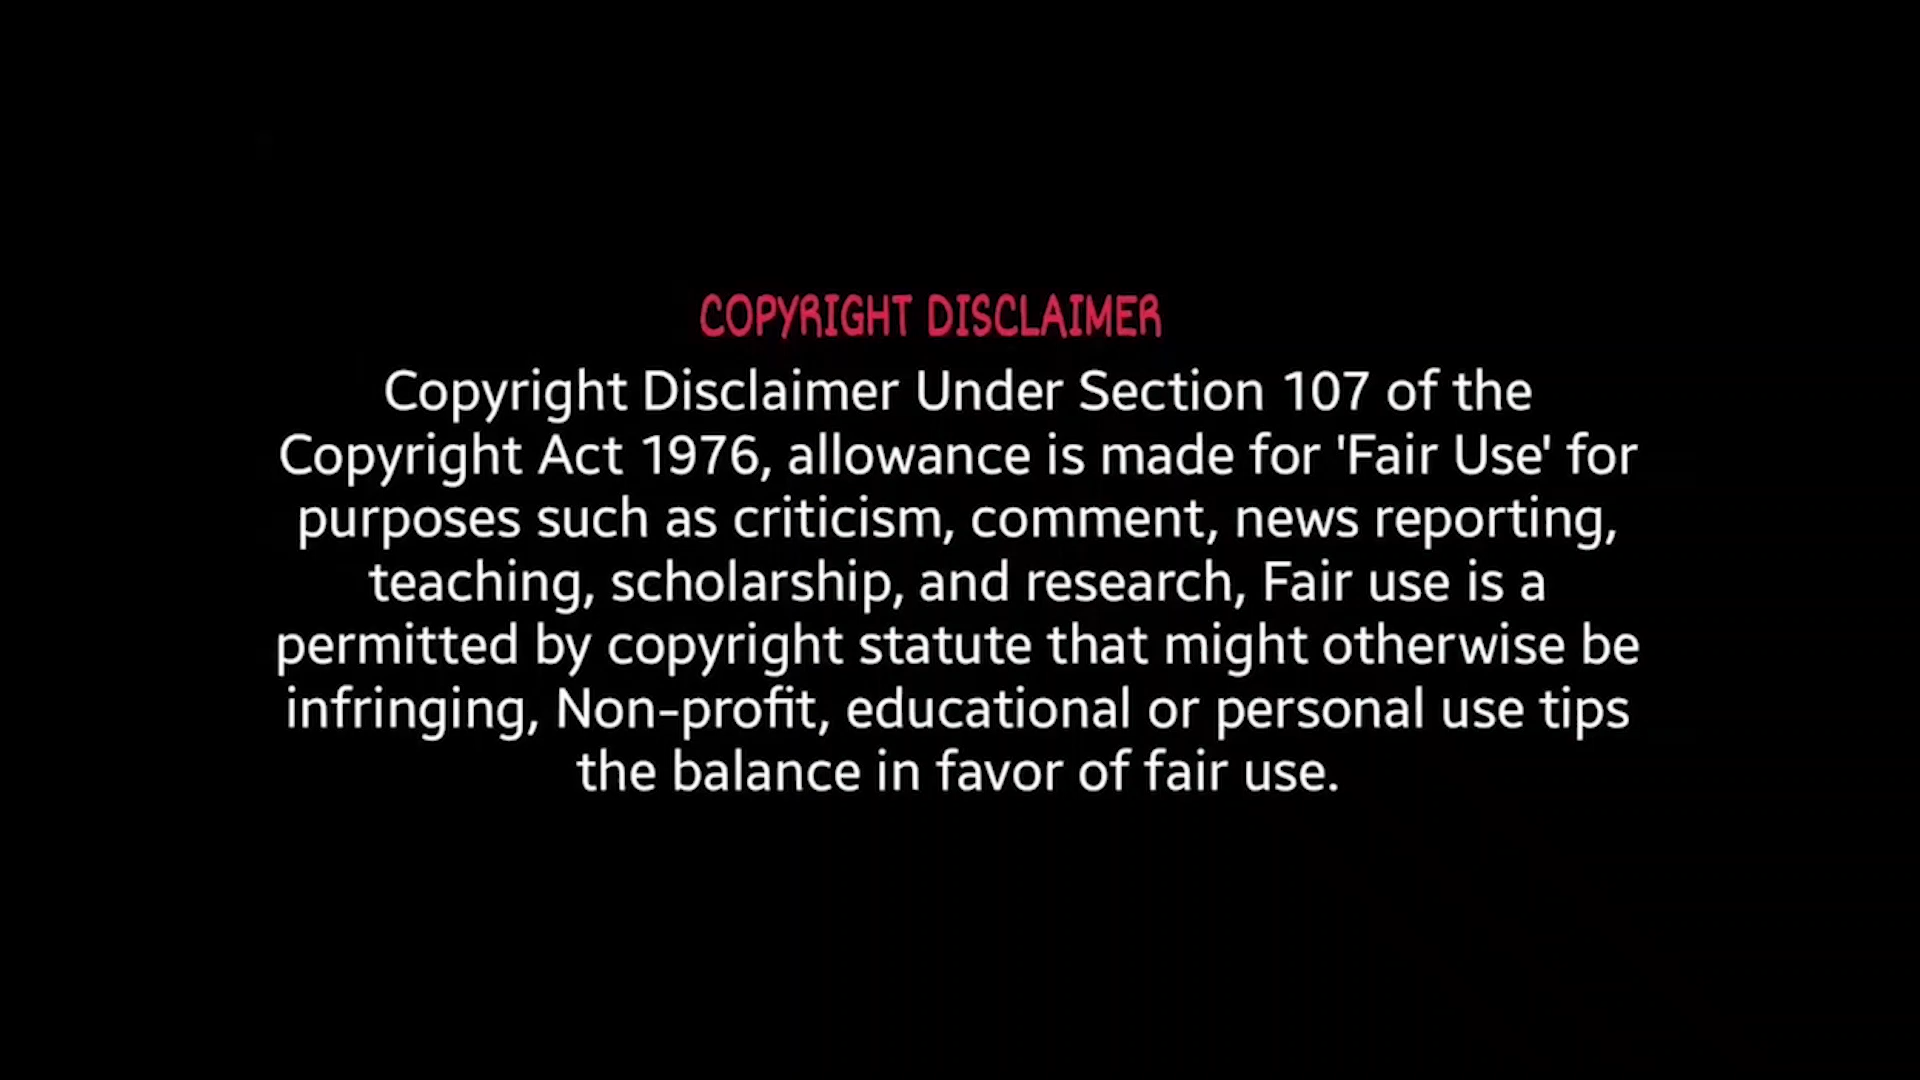 COPYRIGHT DISCLAIMER
Copyright Disclaimer Under Section 107 of the
Copyright Act 1976, allowance is made for 'Fair Use' for
purposes such as criticism, comment, news reporting,
teaching, scholarship, and research, Fair use is a
permitted by copyright statute that might otherwise be
infringing, Non-profit, educational or personal use tips
the balance in favor of fair use.